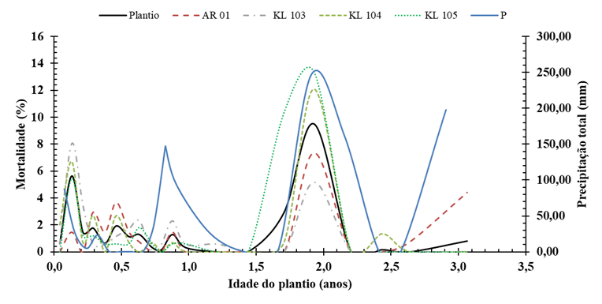 Plantio AR 01 KL 103 KL 104 KL 105 P
16 300,00
14 250,00
12 200,00
10
8 150,00
6 100,00
4
2 50,00
0 0,00
Mortalidade (%)
Precipitação total (mm)
0,0 0,5 1,0 1,5 2,0 2,5 3,0 3,5
Idade do plantio (anos)